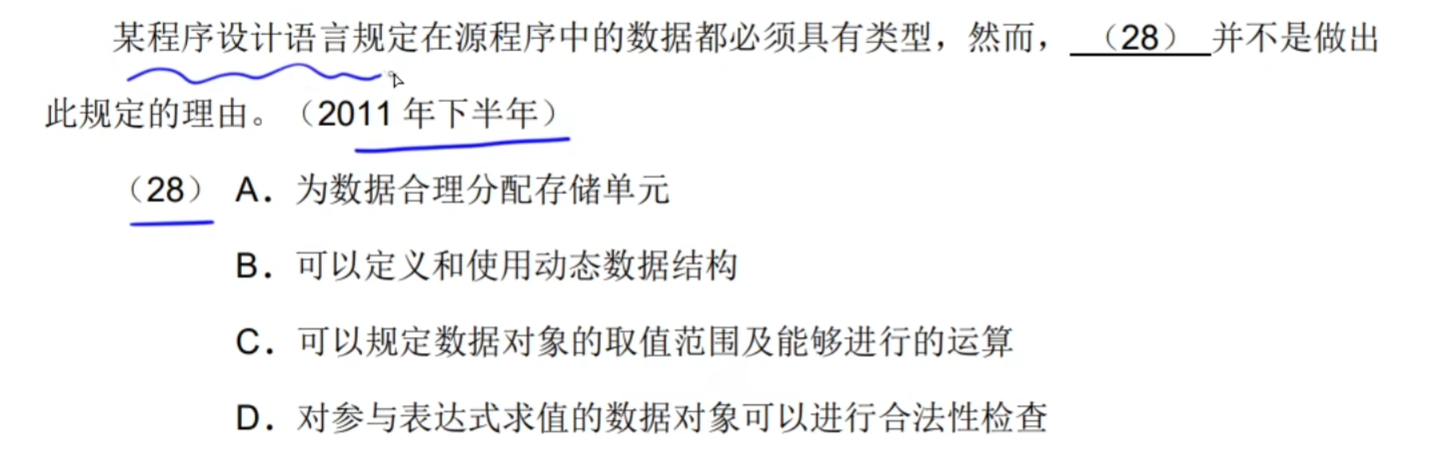 某程序设计语言规定在源程序中的数据都必须具有类型，然而，（28）并不是做出
此规定的理由。（2011 年下半年）
（28） A．为数据合理分配存储单元
B．可以定义和使用动态数据结构
C．可以规定数据对象的取值范围及能够进行的运算
D．对参与表达式求值的数据对象可以进行合法性检查